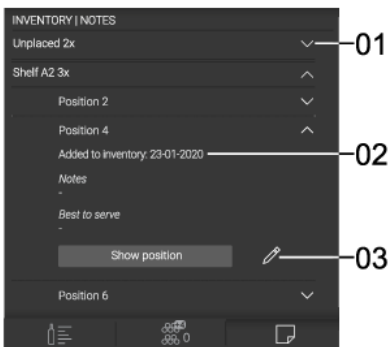 INVENTORY | NOTES
Unplaced 2x
01
Shelf A2 3x
Position 2
Position 4
Added to inventory: 23-01-2020
02
Notes
-
Best to serve
-
Show position
03
Position 6
0